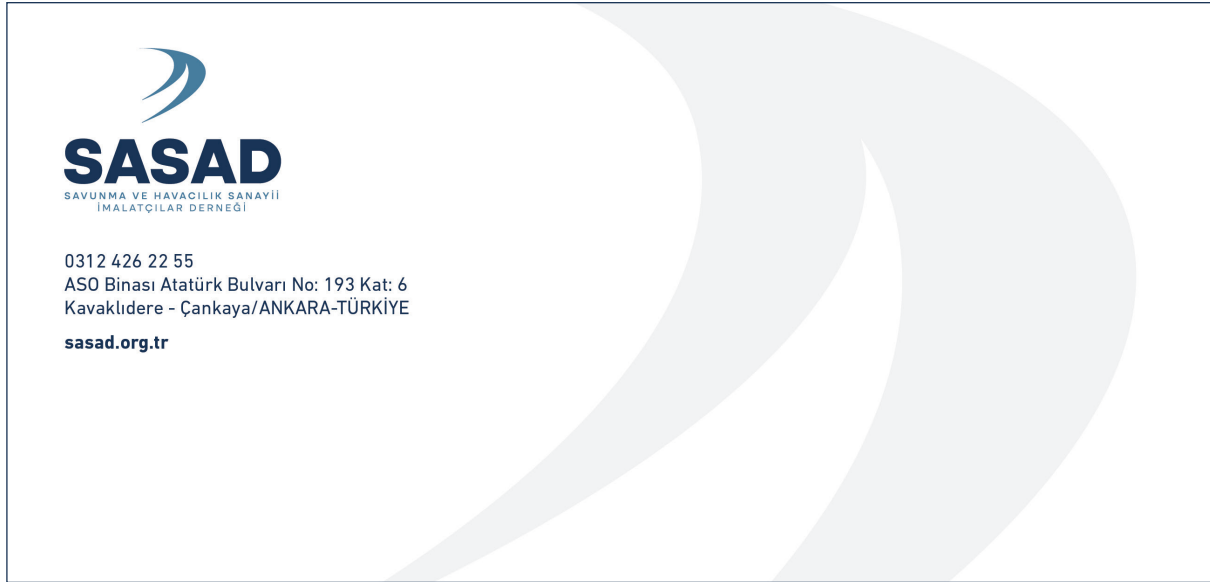 SASAD
SAVUNMA VE HAVACILIK SANAYİİ
İMALATÇILAR DERNEĞİ
0312 426 22 55
ASO Binası Atatürk Bulvarı No: 193 Kat: 6
Kavaklıdere - Çankaya/ANKARA-TÜRKİYE
sasad.org.tr